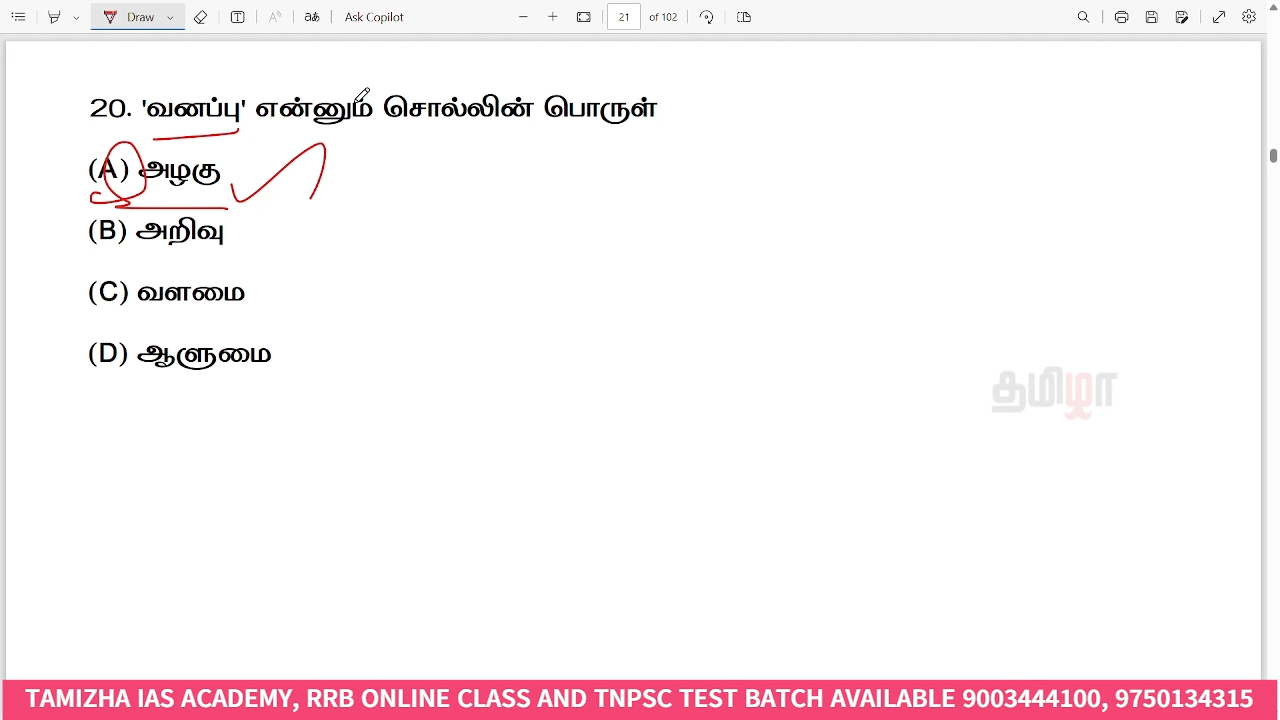 Draw
Ask Copilot
21 of 102
20. 'வனப்பு' என்னும் சொல்லின் பொருள்
(A) அழகு
(B) அறிவு
(C) வளமை
(D) ஆளுமை
தமிழா
TAMIZHA IAS ACADEMY, RRB ONLINE CLASS AND TNPSC TEST BATCH AVAILABLE 9003444100, 9750134315